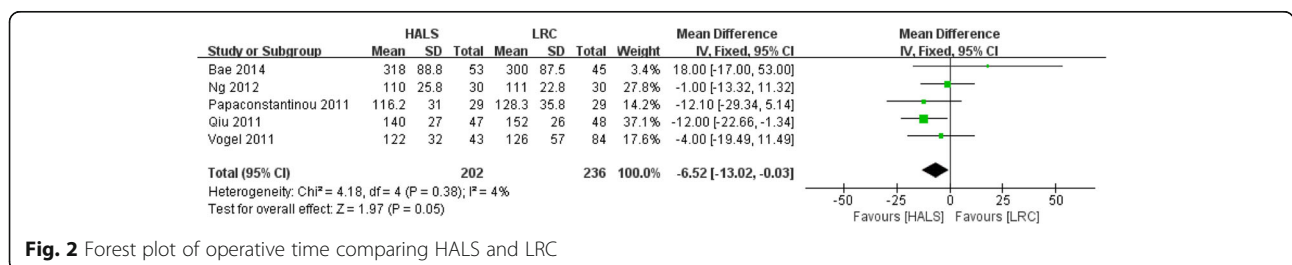 HALS LRC Mean Difference Mean Difference
Study or Subgroup Mean SD Total Mean SD Total Weight IV, Fixed, 95% CI IV, Fixed, 95% CI
Bae 2014 318 88.8 53 300 87.5 45 3.4% 18.00 [-17.00, 53.00]
Ng 2012 110 25.8 30 111 22.8 30 27.8% -1.00 [-13.32, 11.32]
Papaconstantinou 2011 116.2 31 29 128.3 35.8 29 14.2% -12.10 [-29.34, 5.14]
Qiu 2011 140 27 47 152 26 48 37.1% -12.00 [-22.66, -1.34]
Vogel 2011 122 32 43 126 57 84 17.6% -4.00 [-19.49, 11.49]
Total (95% CI) 202 236 100.0% -6.52 [-13.02, -0.03]
Heterogeneity: Chi² = 4.18, df = 4 (P = 0.38); I² = 4%
Test for overall effect: Z = 1.97 (P = 0.05)
-50 -25 0 25 50
Favours [HALS] Favours [LRC]
Fig. 2 Forest plot of operative time comparing HALS and LRC